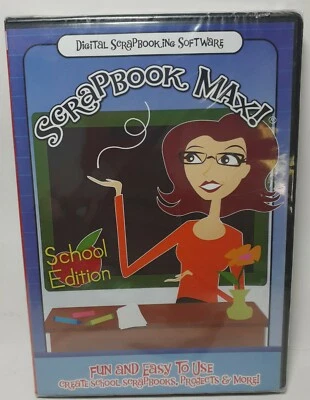 Digital Scrapbooking Software
Scrapbook Max!
School
Edition
Fun and Easy To Use
Create School Scrapbooks, Projects & More!